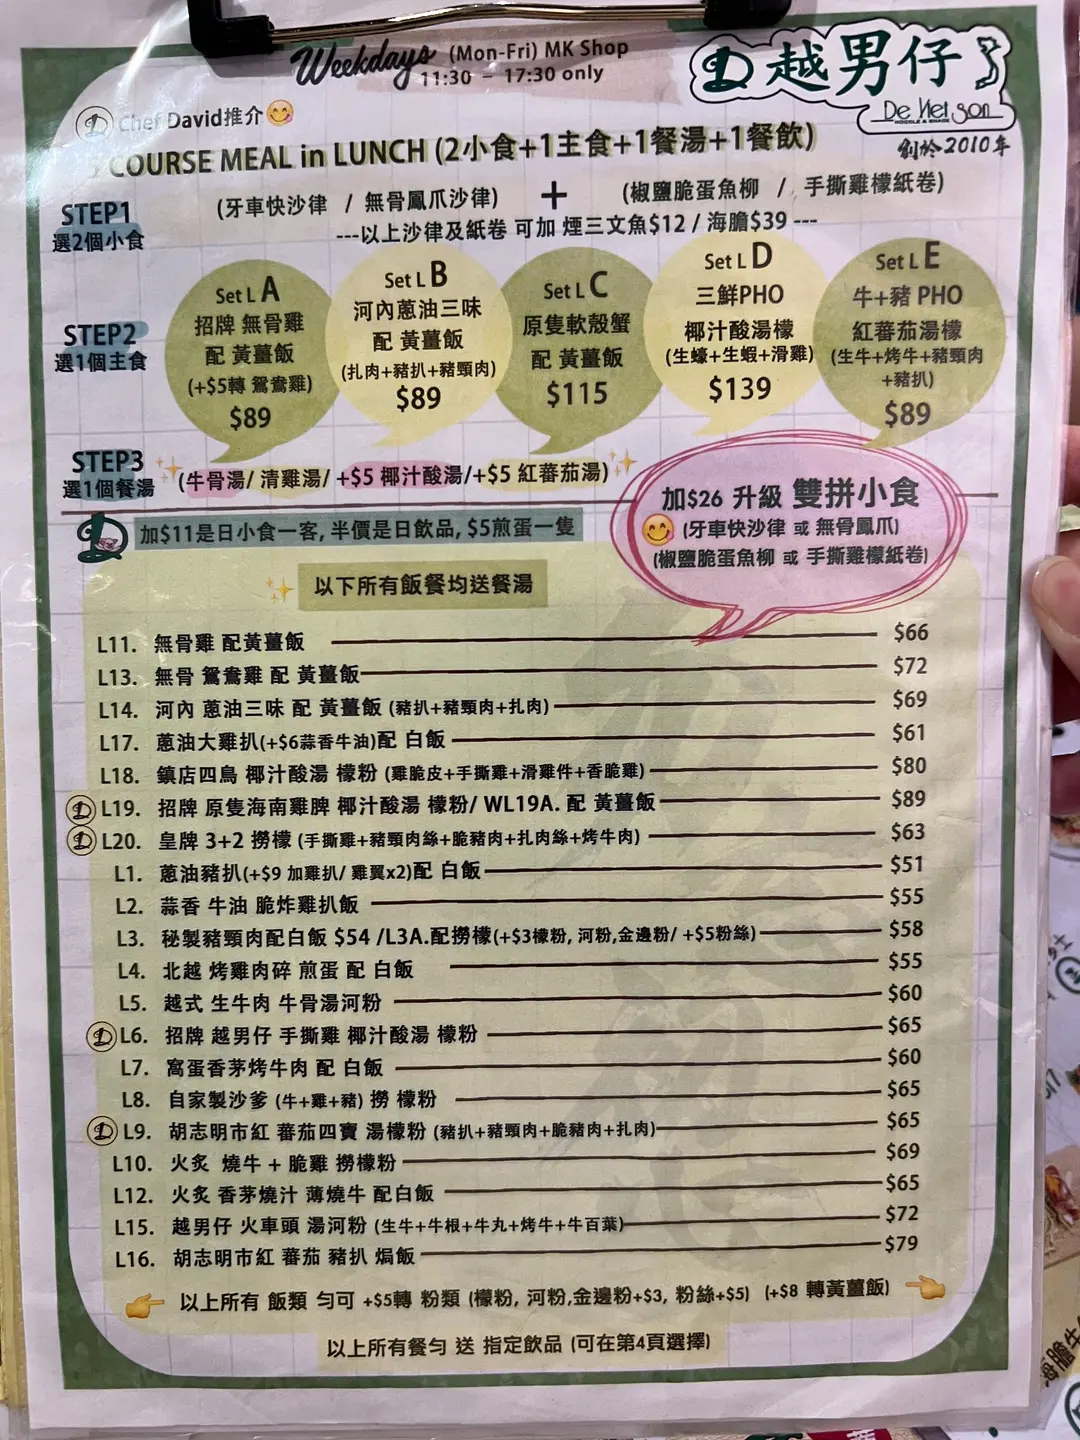 Weekdays (Mon-Fri) MK Shop
11:30 – 17:30 only
越男仔
De Nei Son
NOODLE & SNACK
創於2010年
Chef David推介
COURSE MEAL in LUNCH (2小食+1主食+1餐湯+1餐飲)
STEP1
選2個小食
(牙車快沙律 / 無骨鳳爪沙律) + (椒鹽脆蛋魚柳 / 手撕雞檬紙卷)
---以上沙律及紙卷 可加 煙三文魚$12 / 海膽$39 ---
STEP2
選1個主食
Set L A
招牌 無骨雞
配 黃薑飯
(+$5轉 鴛鴦雞)
$89
Set L B
河內蔥油三味
配 黃薑飯
(扎肉+豬扒+豬頸肉)
$89
Set L C
原隻軟殼蟹
配 黃薑飯
$115
Set L D
三鮮PHO
椰汁酸湯檬
(生蠔+生蝦+滑雞)
$139
Set L E
牛+豬 PHO
紅蕃茄湯檬
(生牛+烤牛+豬頸肉
+豬扒)
$89
STEP3
選1個餐湯
(牛骨湯/ 清雞湯/ +$5 椰汁酸湯/+$5 紅蕃茄湯)
加$11是日小食一客, 半價是日飲品, $5煎蛋一隻
加$26 升級 雙拼小食
(牙車快沙律 或 無骨鳳爪)
(椒鹽脆蛋魚柳 或 手撕雞檬紙卷)
以下所有飯餐均送餐湯
L11. 無骨雞 配黃薑飯 $66
L13. 無骨 鴛鴦雞 配 黃薑飯 $72
L14. 河內 蔥油三味 配 黃薑飯 (豬扒+豬頸肉+扎肉) $69
L17. 蔥油大雞扒(+$6蒜香牛油)配 白飯 $61
L18. 鎮店四鳥 椰汁酸湯 檬粉 (雞脆皮+手撕雞+滑雞件+香脆雞) $80
L19. 招牌 原隻海南雞脾 椰汁酸湯 檬粉/ WL19A. 配 黃薑飯 $89
L20. 皇牌 3+2 撈檬 (手撕雞+豬頸肉絲+脆豬肉+扎肉絲+烤牛肉) $63
L1. 蔥油豬扒(+$9 加雞扒/ 雞翼x2)配 白飯 $51
L2. 蒜香 牛油 脆炸雞扒飯 $55
L3. 秘製豬頸肉配白飯 $54 /L3A.配撈檬(+$3檬粉, 河粉,金邊粉/ +$5粉絲) $58
L4. 北越 烤雞肉碎 煎蛋 配 白飯 $55
L5. 越式 生牛肉 牛骨湯河粉 $60
L6. 招牌 越男仔 手撕雞 椰汁酸湯 檬粉 $65
L7. 窩蛋香茅烤牛肉 配 白飯 $60
L8. 自家製沙爹 (牛+雞+豬) 撈 檬粉 $65
L9. 胡志明市紅 蕃茄四寶 湯檬粉 (豬扒+豬頸肉+脆豬肉+扎肉) $65
L10. 火炙 燒牛 + 脆雞 撈檬粉 $69
L12. 火炙 香茅燒汁 薄燒牛 配白飯 $65
L15. 越男仔 火車頭 湯河粉 (生牛+牛根+牛丸+烤牛+牛百葉) $72
L16. 胡志明市紅 蕃茄 豬扒 焗飯 $79
以上所有 飯類 勻可 +$5轉 粉類 (檬粉, 河粉,金邊粉+$3, 粉絲+$5) (+$8 轉黃薑飯)
以上所有餐勻 送 指定飲品 (可在第4頁選擇)